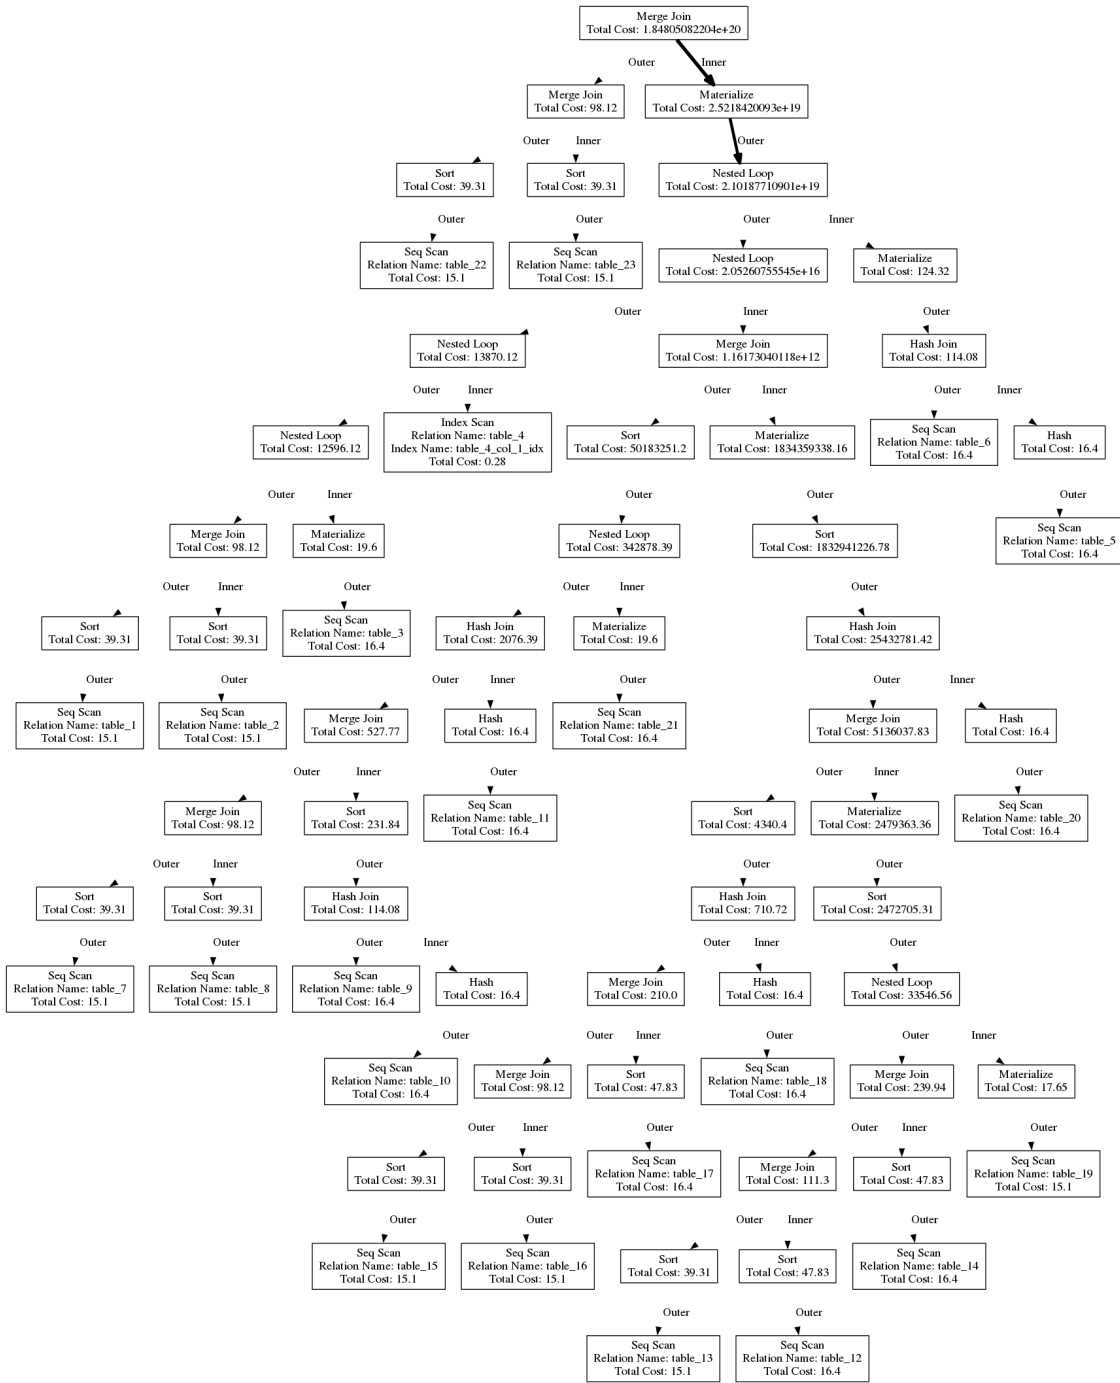 Merge Join
Total Cost: 1.84805082204e+20
Outer
Inner
Merge Join
Total Cost: 98.12
Materialize
Total Cost: 2.5218420093e+19
Outer
Inner
Outer
Sort
Total Cost: 39.31
Sort
Total Cost: 39.31
Nested Loop
Total Cost: 2.10187710901e+19
Outer
Outer
Outer
Inner
Seq Scan
Relation Name: table_22
Total Cost: 15.1
Seq Scan
Relation Name: table_23
Total Cost: 15.1
Nested Loop
Total Cost: 2.05260755545e+16
Materialize
Total Cost: 124.32
Outer
Inner
Outer
Nested Loop
Total Cost: 13870.12
Merge Join
Total Cost: 1.16173040118e+12
Hash Join
Total Cost: 114.08
Outer
Inner
Outer
Inner
Outer
Inner
Nested Loop
Total Cost: 12596.12
Index Scan
Relation Name: table_4
Index Name: table_4_col_1_idx
Total Cost: 0.28
Sort
Total Cost: 50183251.2
Materialize
Total Cost: 1834359338.16
Seq Scan
Relation Name: table_6
Total Cost: 16.4
Hash
Total Cost: 16.4
Outer
Inner
Outer
Outer
Outer
Merge Join
Total Cost: 98.12
Materialize
Total Cost: 19.6
Nested Loop
Total Cost: 342878.39
Sort
Total Cost: 1832941226.78
Seq Scan
Relation Name: table_5
Total Cost: 16.4
Outer
Inner
Outer
Outer
Inner
Outer
Sort
Total Cost: 39.31
Sort
Total Cost: 39.31
Seq Scan
Relation Name: table_3
Total Cost: 16.4
Hash Join
Total Cost: 2076.39
Materialize
Total Cost: 19.6
Hash Join
Total Cost: 25432781.42
Outer
Outer
Outer
Inner
Outer
Outer
Inner
Seq Scan
Relation Name: table_1
Total Cost: 15.1
Seq Scan
Relation Name: table_2
Total Cost: 15.1
Merge Join
Total Cost: 527.77
Hash
Total Cost: 16.4
Seq Scan
Relation Name: table_21
Total Cost: 16.4
Merge Join
Total Cost: 5136037.83
Hash
Total Cost: 16.4
Outer
Inner
Outer
Outer
Inner
Outer
Merge Join
Total Cost: 98.12
Sort
Total Cost: 231.84
Seq Scan
Relation Name: table_11
Total Cost: 16.4
Sort
Total Cost: 4340.4
Materialize
Total Cost: 2479363.36
Seq Scan
Relation Name: table_20
Total Cost: 16.4
Outer
Inner
Outer
Outer
Outer
Sort
Total Cost: 39.31
Sort
Total Cost: 39.31
Hash Join
Total Cost: 114.08
Hash Join
Total Cost: 710.72
Sort
Total Cost: 2472705.31
Outer
Outer
Outer
Inner
Outer
Inner
Outer
Seq Scan
Relation Name: table_7
Total Cost: 15.1
Seq Scan
Relation Name: table_8
Total Cost: 15.1
Seq Scan
Relation Name: table_9
Total Cost: 16.4
Hash
Total Cost: 16.4
Merge Join
Total Cost: 210.0
Hash
Total Cost: 16.4
Nested Loop
Total Cost: 33546.56
Outer
Outer
Inner
Outer
Outer
Inner
Seq Scan
Relation Name: table_10
Total Cost: 16.4
Merge Join
Total Cost: 98.12
Sort
Total Cost: 47.83
Seq Scan
Relation Name: table_18
Total Cost: 16.4
Merge Join
Total Cost: 239.94
Materialize
Total Cost: 17.65
Outer
Inner
Outer
Outer
Inner
Outer
Sort
Total Cost: 39.31
Sort
Total Cost: 39.31
Seq Scan
Relation Name: table_17
Total Cost: 16.4
Merge Join
Total Cost: 111.3
Sort
Total Cost: 47.83
Seq Scan
Relation Name: table_19
Total Cost: 15.1
Outer
Outer
Outer
Inner
Outer
Seq Scan
Relation Name: table_15
Total Cost: 15.1
Seq Scan
Relation Name: table_16
Total Cost: 15.1
Sort
Total Cost: 39.31
Sort
Total Cost: 47.83
Seq Scan
Relation Name: table_14
Total Cost: 16.4
Outer
Outer
Seq Scan
Relation Name: table_13
Total Cost: 15.1
Seq Scan
Relation Name: table_12
Total Cost: 16.4